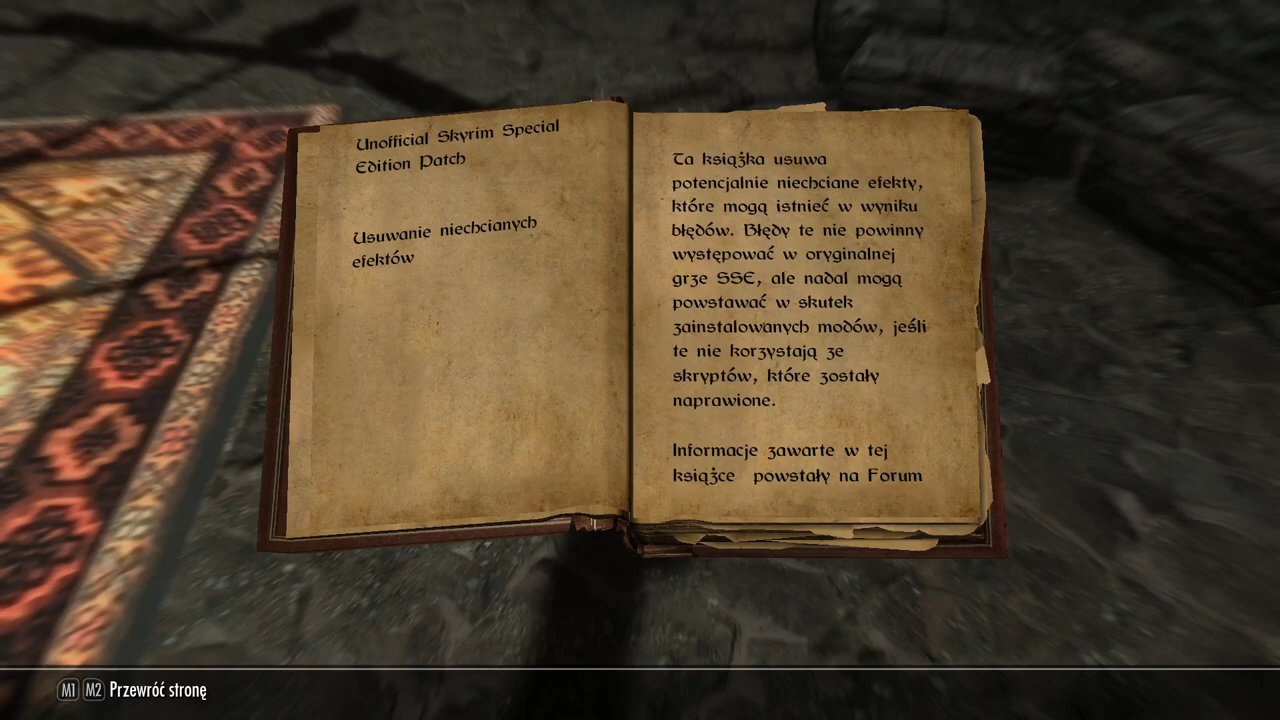 Unofficial Skyrim Special
Edition Patch
Usuwanie niechcianych
efektów
Ta książka usuwa
potencjalnie niechciane efekty,
które mogą istnieć w wyniku
błędów. Błędy te nie powinny
występować w oryginalnej
grze SSE, ale nadal mogą
powstawać w skutek
zainstalowanych modów, jeśli
te nie korzystają ze
skryptów, które zostały
naprawione.
Informacje zawarte w tej
książce powstały na Forum
M1 M2 Przewróć stronę